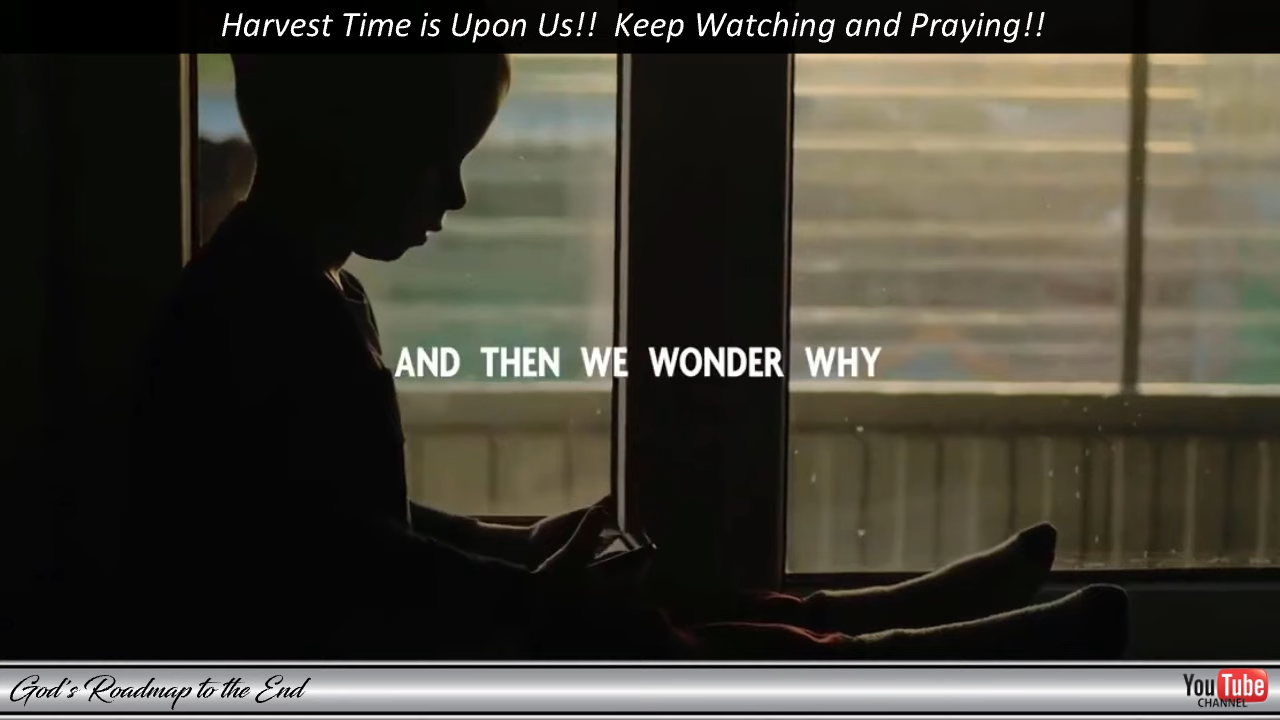 Harvest Time is Upon Us!! Keep Watching and Praying!!
AND THEN WE WONDER WHY
God's Roadmap to the End
YouTube
CHANNEL